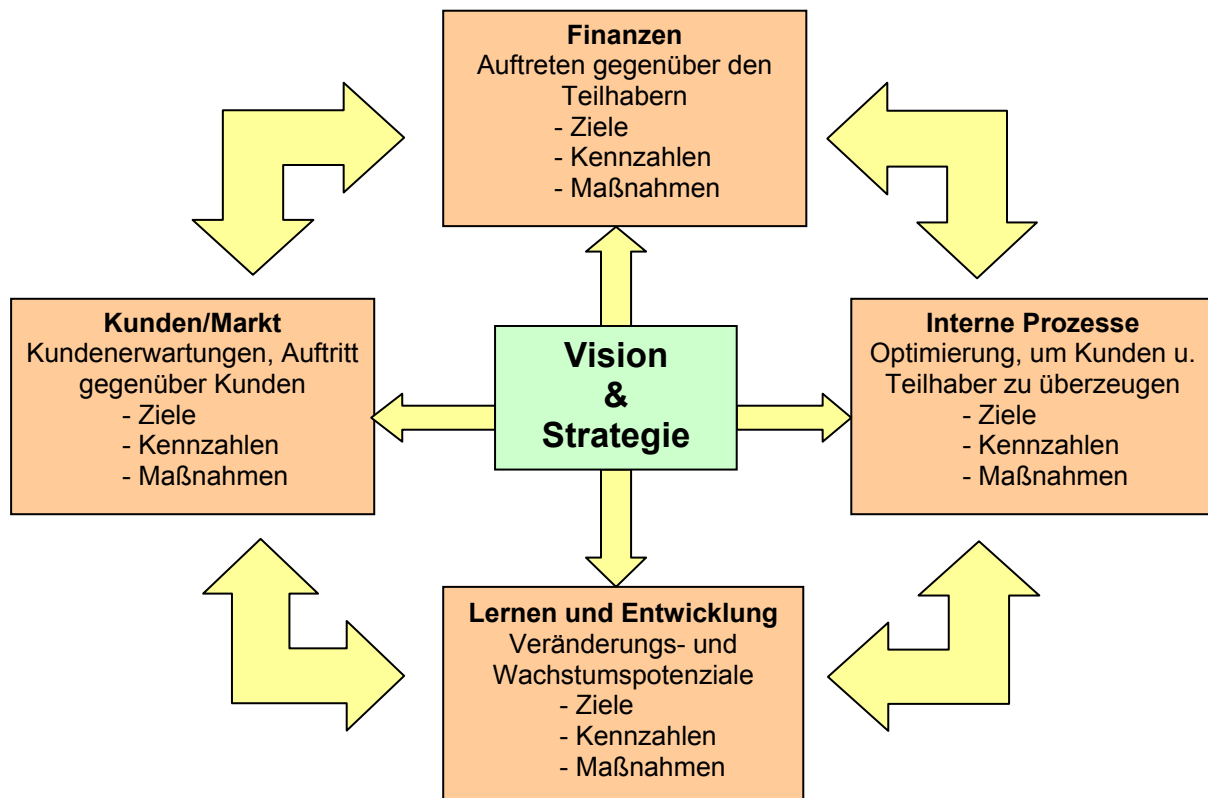 Finanzen
Auftreten gegenüber den
Teilhabern
- Ziele
- Kennzahlen
- Maßnahmen
Kunden/Markt
Kundenerwartungen, Auftritt
gegenüber Kunden
- Ziele
- Kennzahlen
- Maßnahmen
Vision
&
Strategie
Interne Prozesse
Optimierung, um Kunden u.
Teilhaber zu überzeugen
- Ziele
- Kennzahlen
- Maßnahmen
Lernen und Entwicklung
Veränderungs- und
Wachstumspotenziale
- Ziele
- Kennzahlen
- Maßnahmen